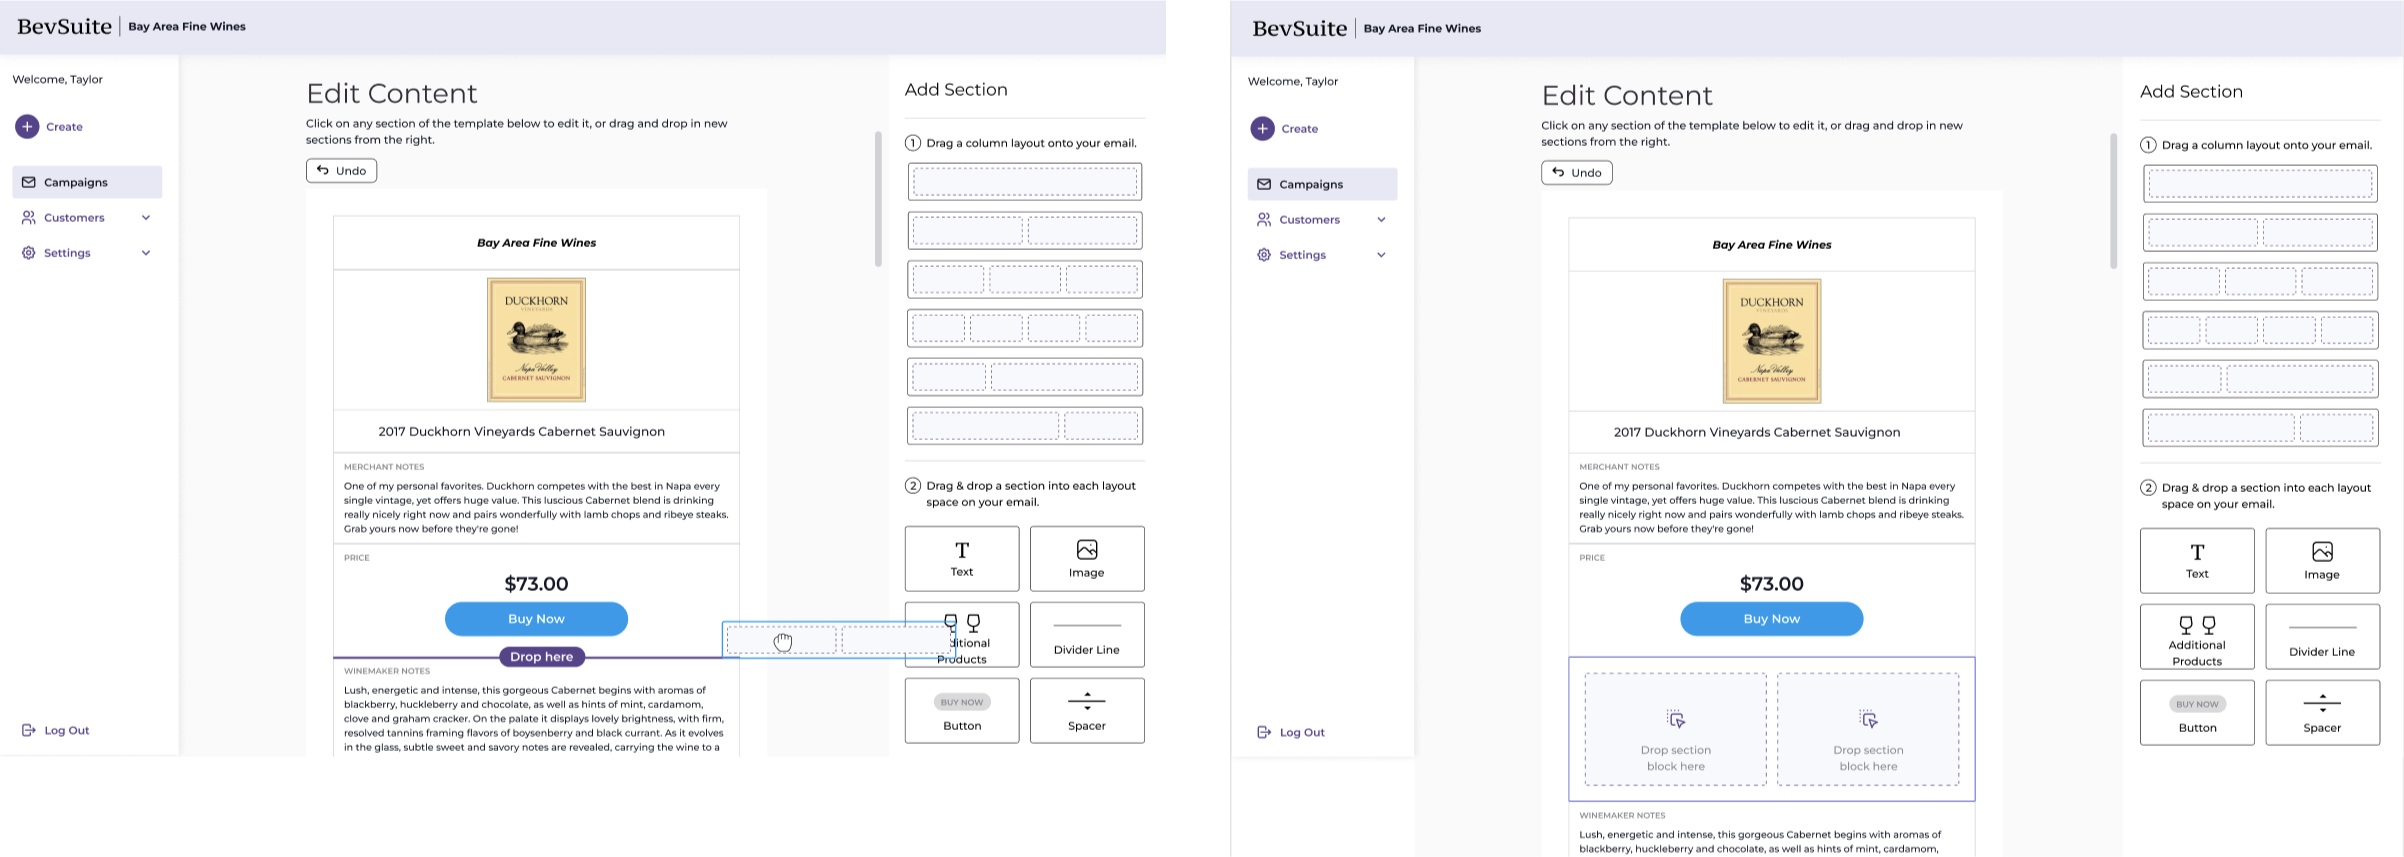 BevSuite
Bay Area Fine Wines
Welcome, Taylor
Create
Campaigns
Customers
Settings
Log Out
Edit Content
Click on any section of the template below to edit it, or drag and drop in new
sections from the right.
Undo
Bay Area Fine Wines
DUCKHORN
VINEYARDS
Napa Valley
CABERNET SAUVIGNON
2017 Duckhorn Vineyards Cabernet Sauvignon
MERCHANT NOTES
One of my personal favorites. Duckhorn competes with the best in Napa every
single vintage, yet offers huge value. This luscious Cabernet blend is drinking
really nicely right now and pairs wonderfully with lamb chops and ribeye steaks.
Grab yours now before they're gone!
PRICE
$73.00
Buy Now
Drop here
WINEMAKER NOTES
Lush, energetic and intense, this gorgeous Cabernet begins with aromas of
blackberry, huckleberry and chocolate, as well as hints of mint, cardamom,
clove and graham cracker. On the palate it displays lovely brightness, with firm,
resolved tannins framing flavors of boysenberry and black currant. As it evolves
in the glass, subtle sweet and savory notes are revealed, carrying the wine to a
Add Section
1 Drag a column layout onto your email.
2 Drag & drop a section into each layout
space on your email.
T
Text
Image
ditional
Products
Divider Line
BUY NOW
Button
Spacer
BevSuite
Bay Area Fine Wines
Welcome, Taylor
Create
Campaigns
Customers
Settings
Log Out
Edit Content
Click on any section of the template below to edit it, or drag and drop in new
sections from the right.
Undo
Bay Area Fine Wines
DUCKHORN
VINEYARDS
Napa Valley
CABERNET SAUVIGNON
2017 Duckhorn Vineyards Cabernet Sauvignon
MERCHANT NOTES
One of my personal favorites. Duckhorn competes with the best in Napa every
single vintage, yet offers huge value. This luscious Cabernet blend is drinking
really nicely right now and pairs wonderfully with lamb chops and ribeye steaks.
Grab yours now before they're gone!
PRICE
$73.00
Buy Now
Drop section
block here
Drop section
block here
WINEMAKER NOTES
Lush, energetic and intense, this gorgeous Cabernet begins with aromas of
blackberry, huckleberry and chocolate, as well as hints of mint, cardamom,
Add Section
1 Drag a column layout onto your email.
2 Drag & drop a section into each layout
space on your email.
T
Text
Image
Additional
Products
Divider Line
BUY NOW
Button
Spacer